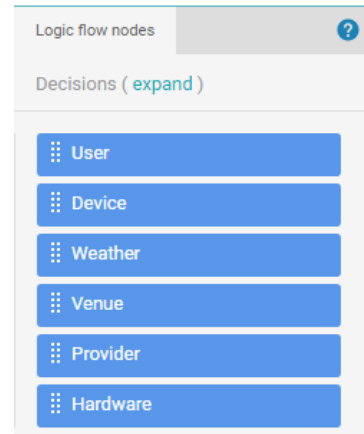 Logic flow nodes
?
Decisions ( expand )
User
Device
Weather
Venue
Provider
Hardware